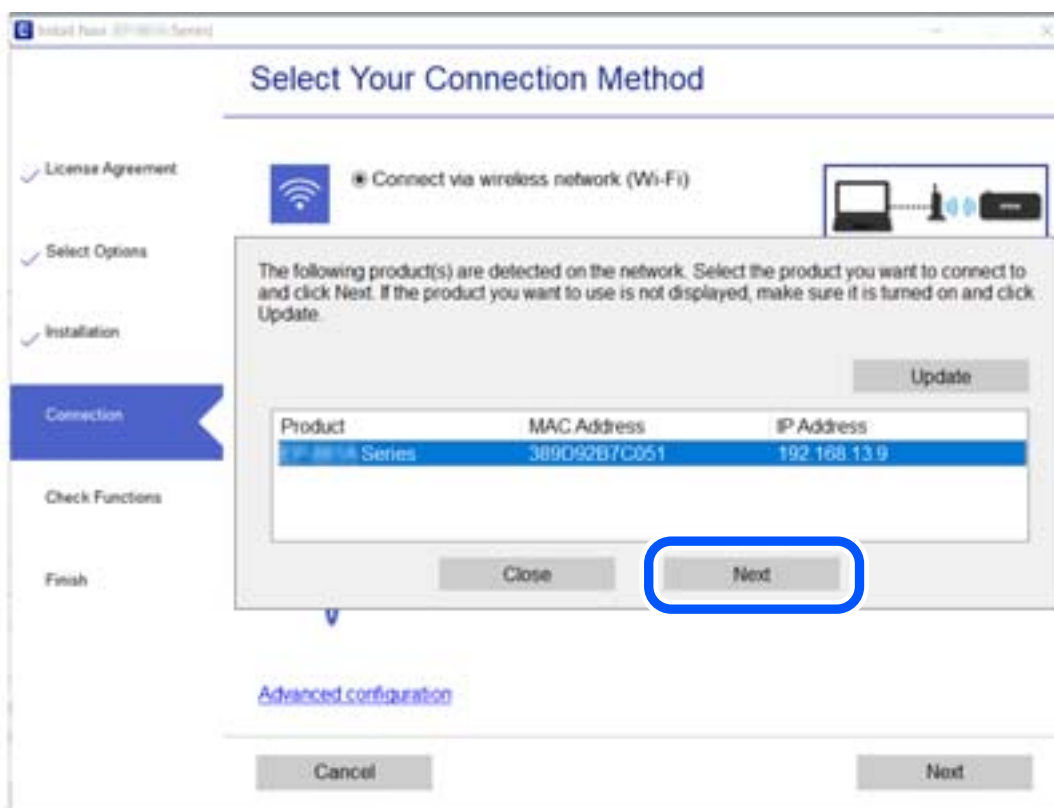 Series
Select Your Connection Method
License Agreement
Connect via wireless network (Wi-Fi)
Select Options
The following product(s) are detected on the network. Select the product you want to connect to
and click Next. If the product you want to use is not displayed, make sure it is turned on and click
Update.
Installation
Update
Connection
Product MAC Address IP Address
Series 389D92B7C051 192.168.13.9
Check Functions
Close Next
Finish
Advanced configuration
Cancel Next